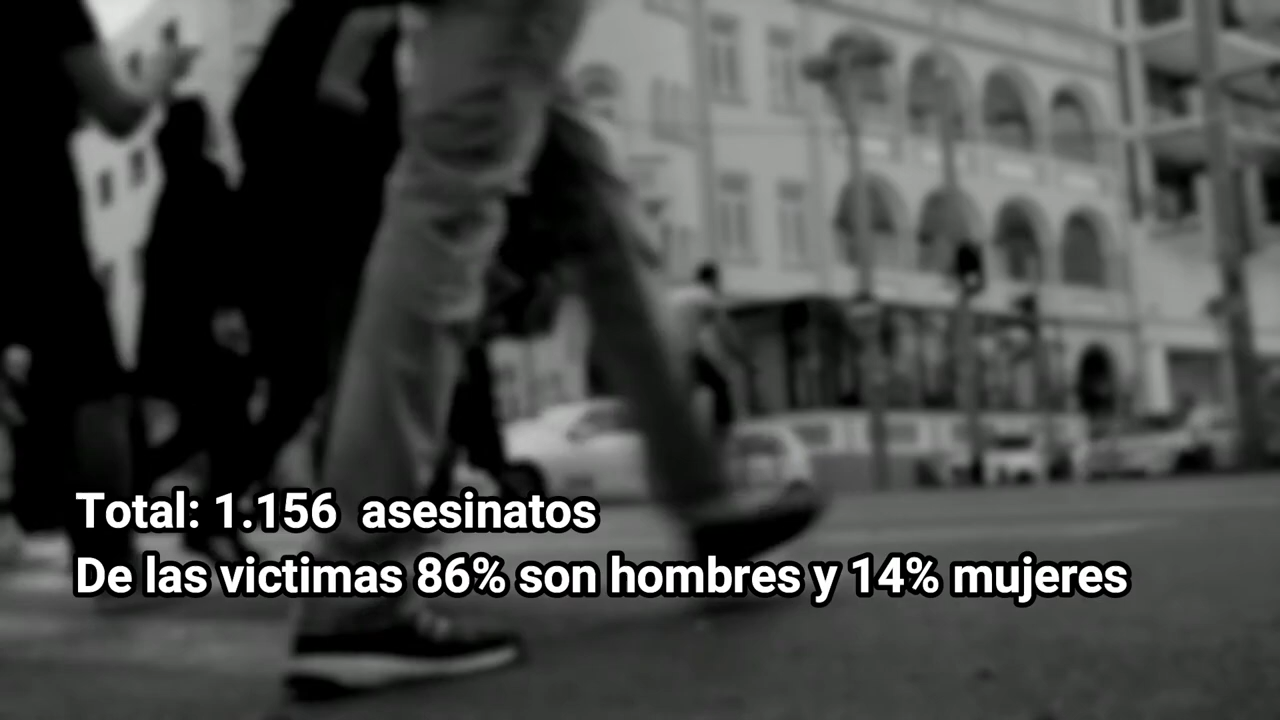 Total: 1.156 asesinatos
De las victimas 86% son hombres y 14% mujeres